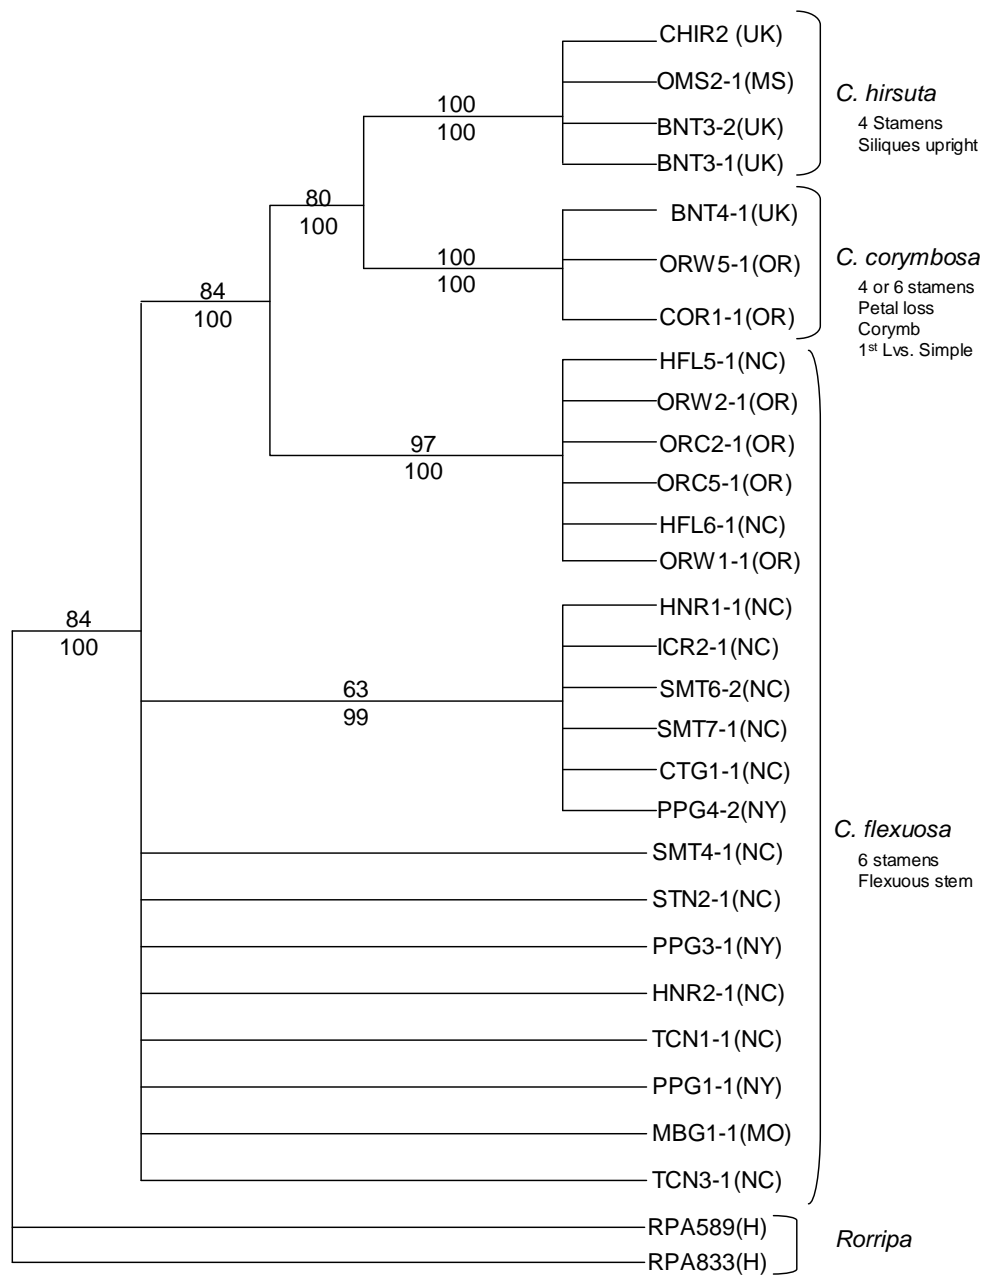 CHIR2 (UK)
OMS2-1(MS)
BNT3-2(UK)
BNT3-1(UK)
C. hirsuta
4 Stamens
Siliques upright
100
100
80
100
BNT4-1(UK)
ORW5-1(OR)
COR1-1(OR)
C. corymbosa
4 or 6 stamens
Petal loss
Corymb
1st Lvs. Simple
100
100
84
100
HFL5-1(NC)
ORW2-1(OR)
ORC2-1(OR)
ORC5-1(OR)
HFL6-1(NC)
ORW1-1(OR)
97
100
84
100
HNR1-1(NC)
ICR2-1(NC)
SMT6-2(NC)
SMT7-1(NC)
CTG1-1(NC)
PPG4-2(NY)
63
99
C. flexuosa
6 stamens
Flexuous stem
SMT4-1(NC)
STN2-1(NC)
PPG3-1(NY)
HNR2-1(NC)
TCN1-1(NC)
PPG1-1(NY)
MBG1-1(MO)
TCN3-1(NC)
RPA589(H)
RPA833(H)
Rorripa